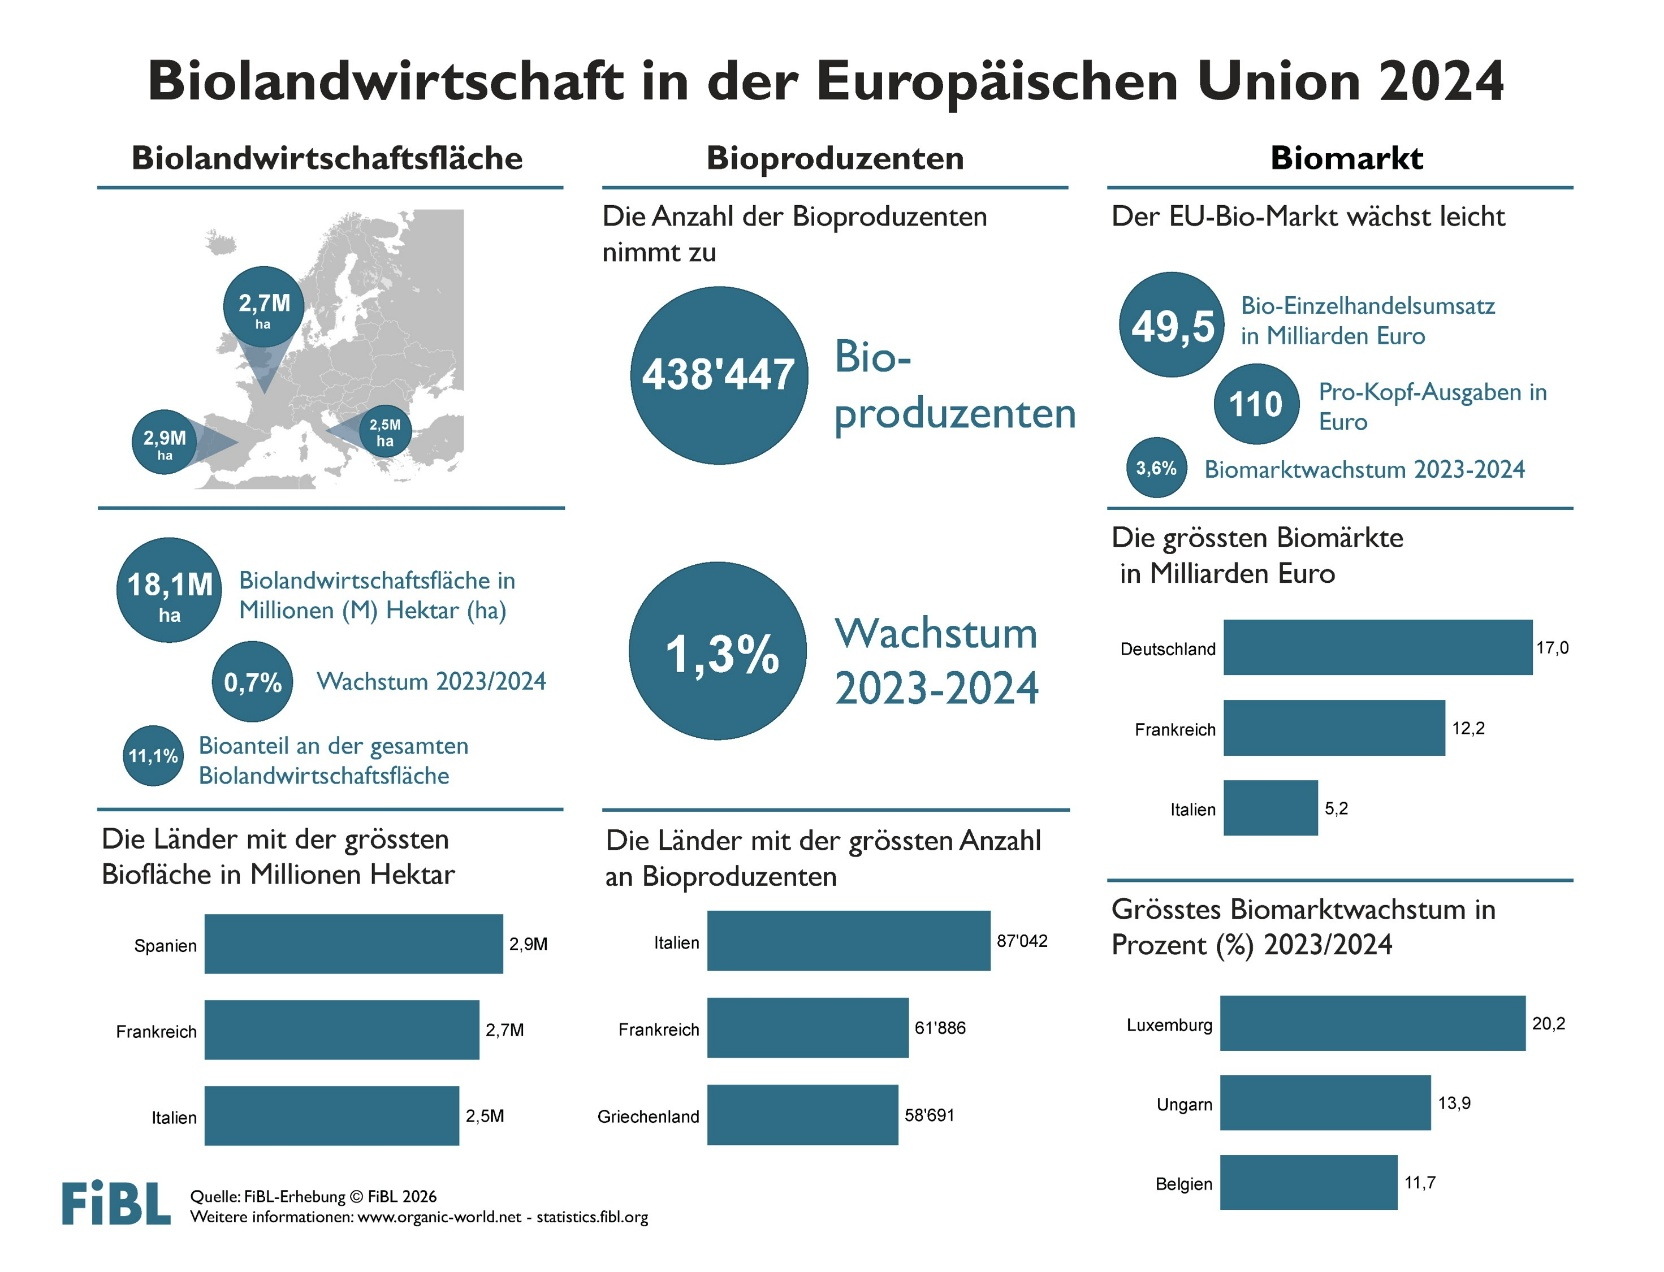 Biolandwirtschaft in der Europäischen Union 2024
Biolandwirtschaftsfläche
2,7M
ha
2,9M
ha
2,5M
ha
18,1M
ha
Biolandwirtschaftsfläche in
Millionen (M) Hektar (ha)
0,7%
Wachstum 2023/2024
11,1%
Bioanteil an der gesamten
Biolandwirtschaftsfläche
Die Länder mit der grössten
Biofläche in Millionen Hektar
Spanien 2,9M
Frankreich 2,7M
Italien 2,5M
Bioproduzenten
Die Anzahl der Bioproduzenten
nimmt zu
438'447
Bio-
produzenten
1,3%
Wachstum
2023-2024
Die Länder mit der grössten Anzahl
an Bioproduzenten
Italien 87'042
Frankreich 61'886
Griechenland 58'691
Biomarkt
Der EU-Bio-Markt wächst leicht
49,5
Bio-Einzelhandelsumsatz
in Milliarden Euro
110
Pro-Kopf-Ausgaben in
Euro
3,6%
Biomarktwachstum 2023-2024
Die grössten Biomärkte
in Milliarden Euro
Deutschland 17,0
Frankreich 12,2
Italien 5,2
Grösstes Biomarktwachstum in
Prozent (%) 2023/2024
Luxemburg 20,2
Ungarn 13,9
Belgien 11,7
FiBL
Quelle: FiBL-Erhebung © FiBL 2026
Weitere informationen: www.organic-world.net - statistics.fibl.org